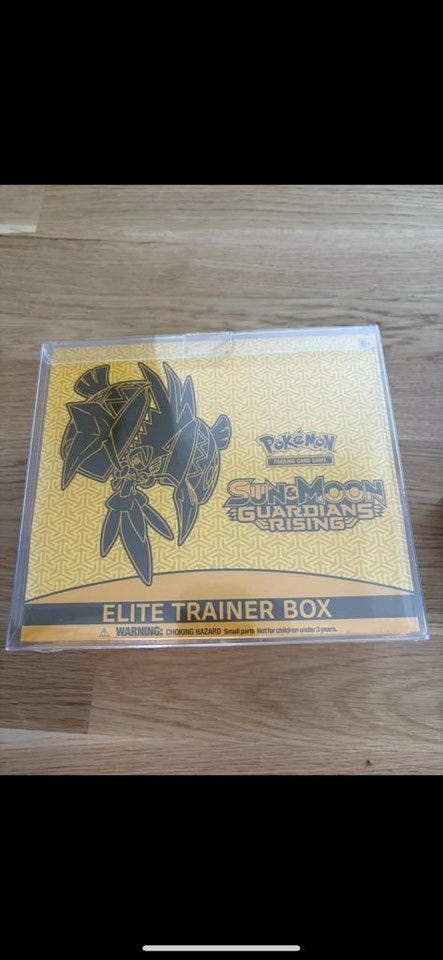 POKéMON
TRADING CARD GAME
SUN & MOON
GUARDIANS
RISING
ELITE TRAINER BOX
⚠ WARNING: CHOKING HAZARD Small parts Not for children under 3 years.